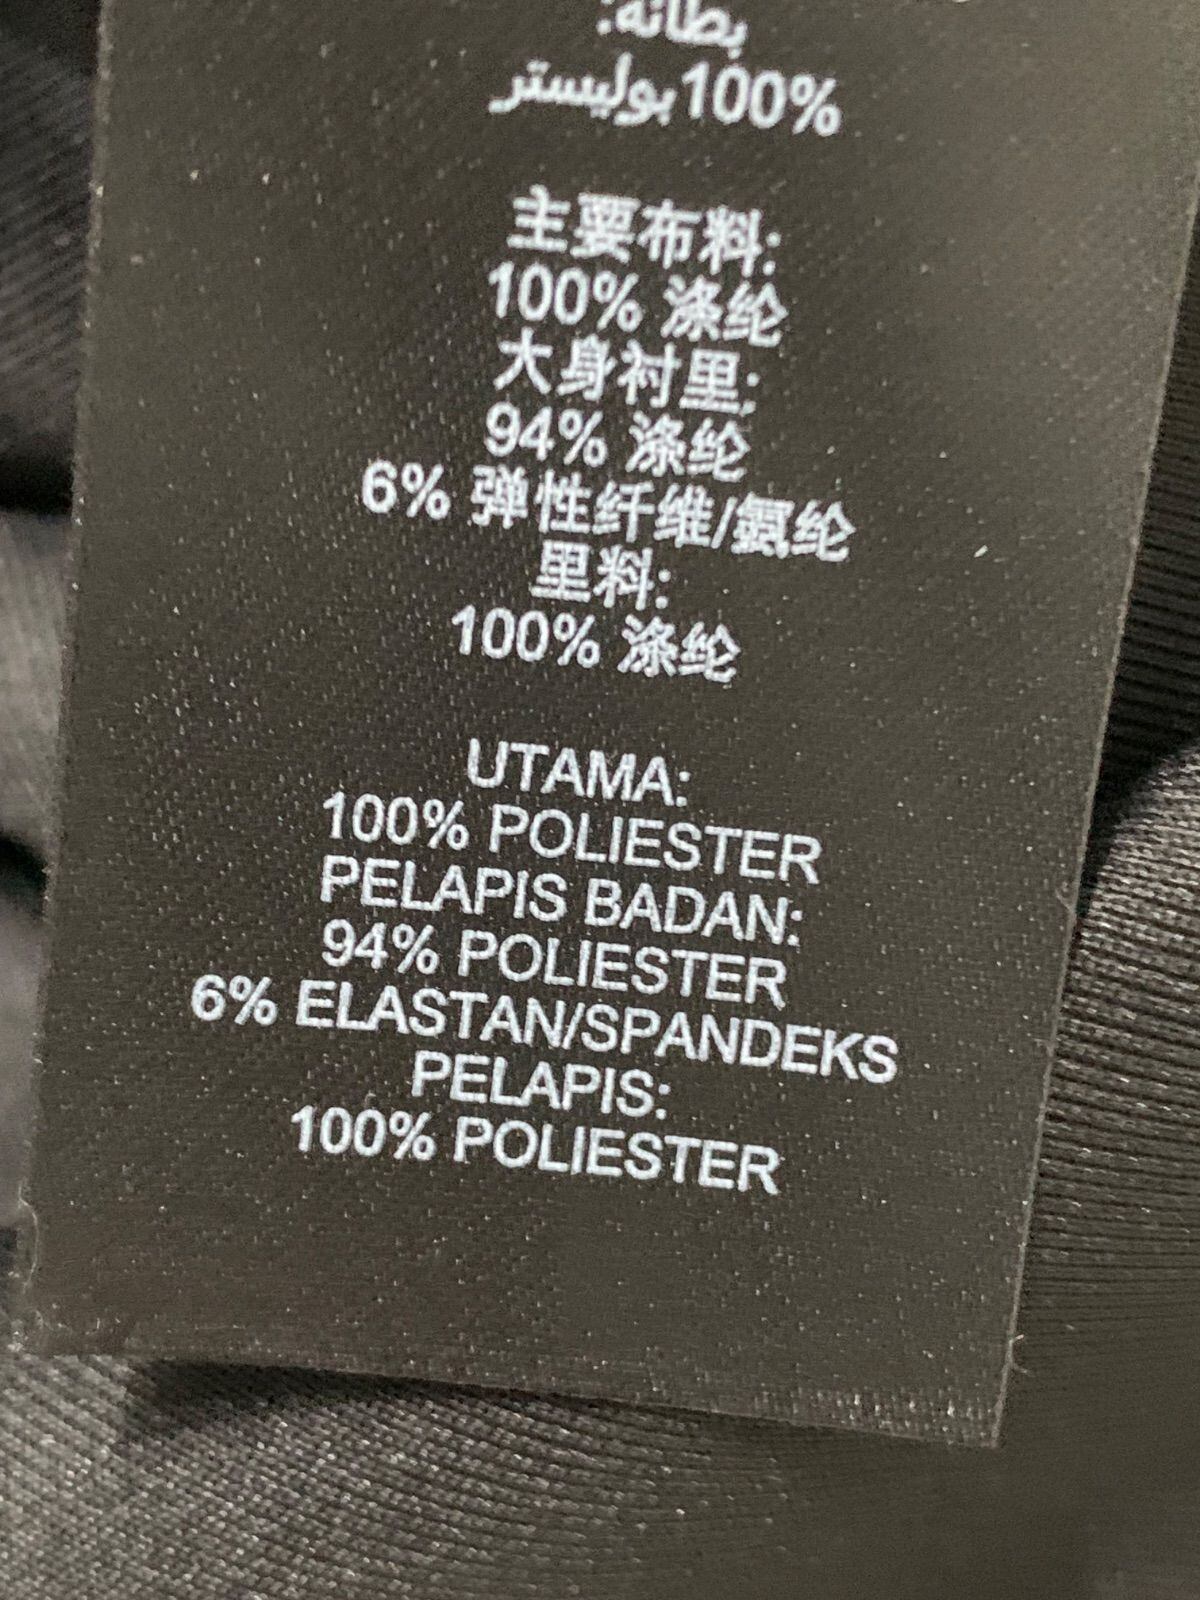 بطانه:
100% بوليستر
主要布料:
100% 涤纶
大身衬里:
94% 涤纶
6% 弹性纤维/氨纶
里料:
100% 涤纶
UTAMA:
100% POLIESTER
PELAPIS BADAN:
94% POLIESTER
6% ELASTAN/SPANDEKS
PELAPIS:
100% POLIESTER